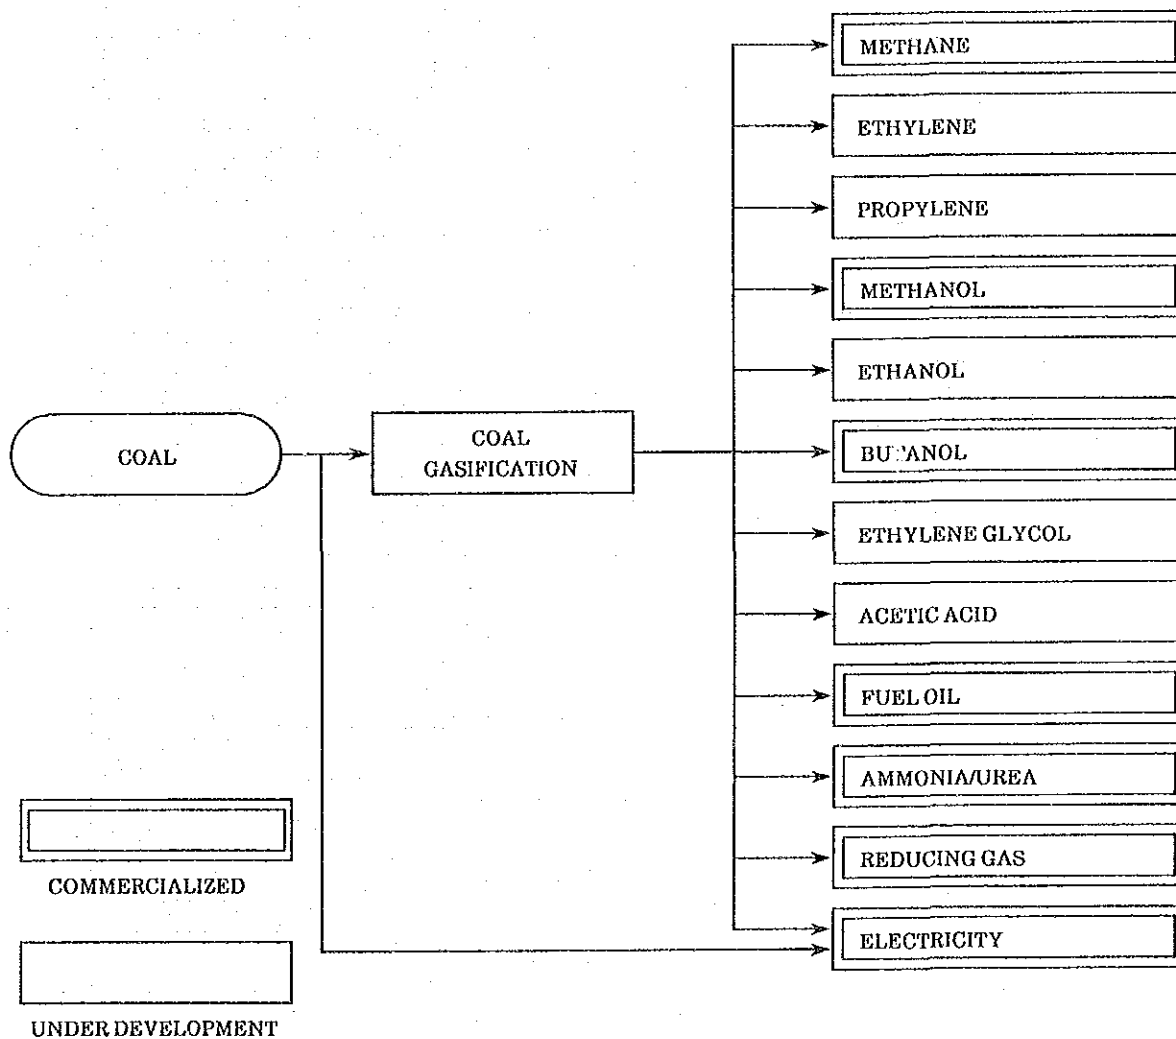 METHANE
ETHYLENE
PROPYLENE
METHANOL
ETHANOL
COAL
COAL
GASIFICATION
ETHYLENE GLYCOL
ACETIC ACID
FUEL OIL
AMMONIA/UREA
REDUCING GAS
ELECTRICITY
COMMERCIALIZED
UNDER DEVELOPMENT